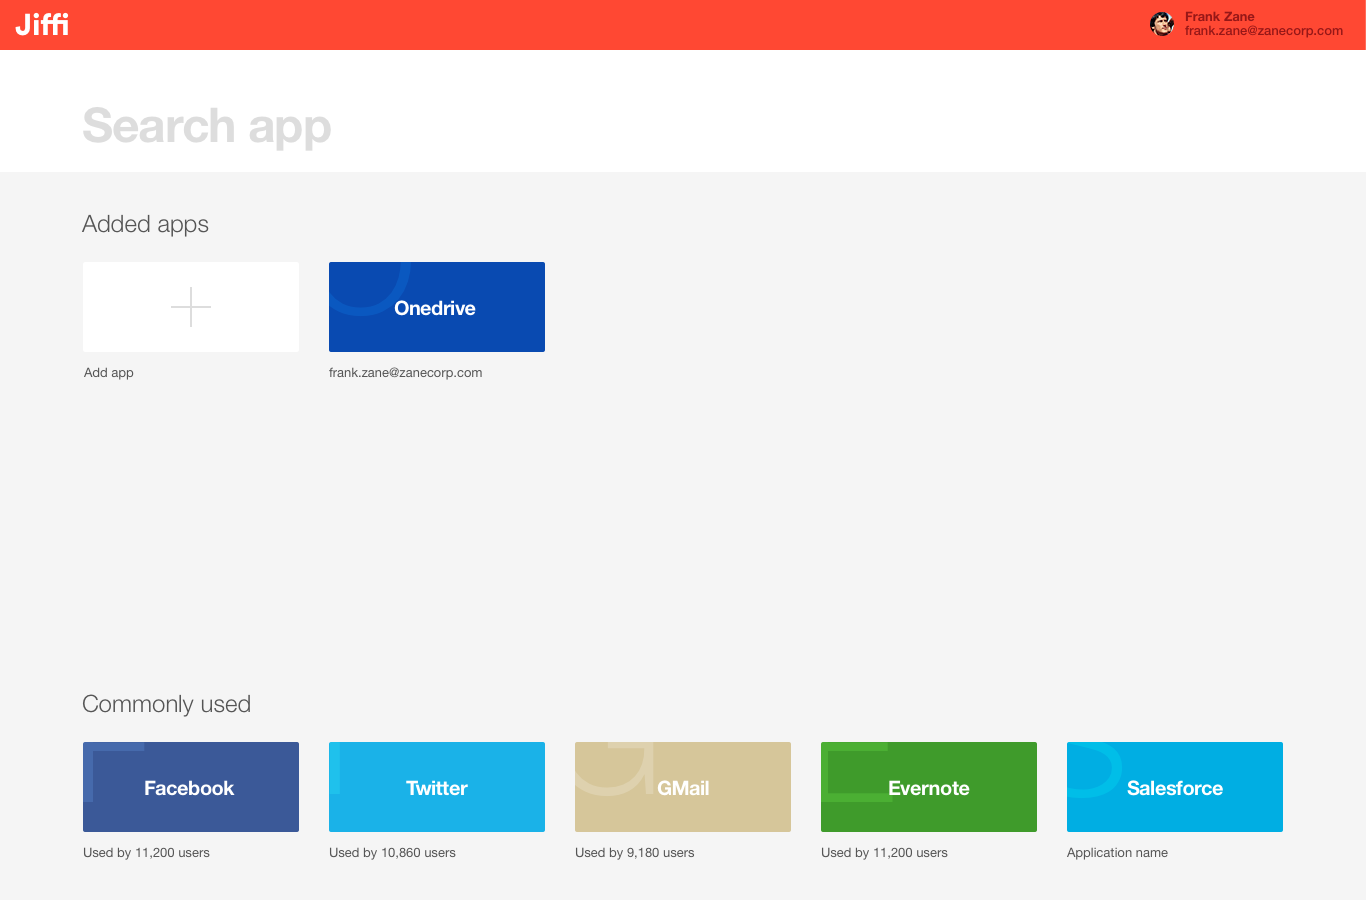 Jiffi
Frank Zane
frank.zane@zanecorp.com
Search app
Added apps
Onedrive
Add app
frank.zane@zanecorp.com
Commonly used
Facebook
Twitter
GMail
Evernote
Salesforce
Used by 11,200 users
Used by 10,860 users
Used by 9,180 users
Used by 11,200 users
Application name